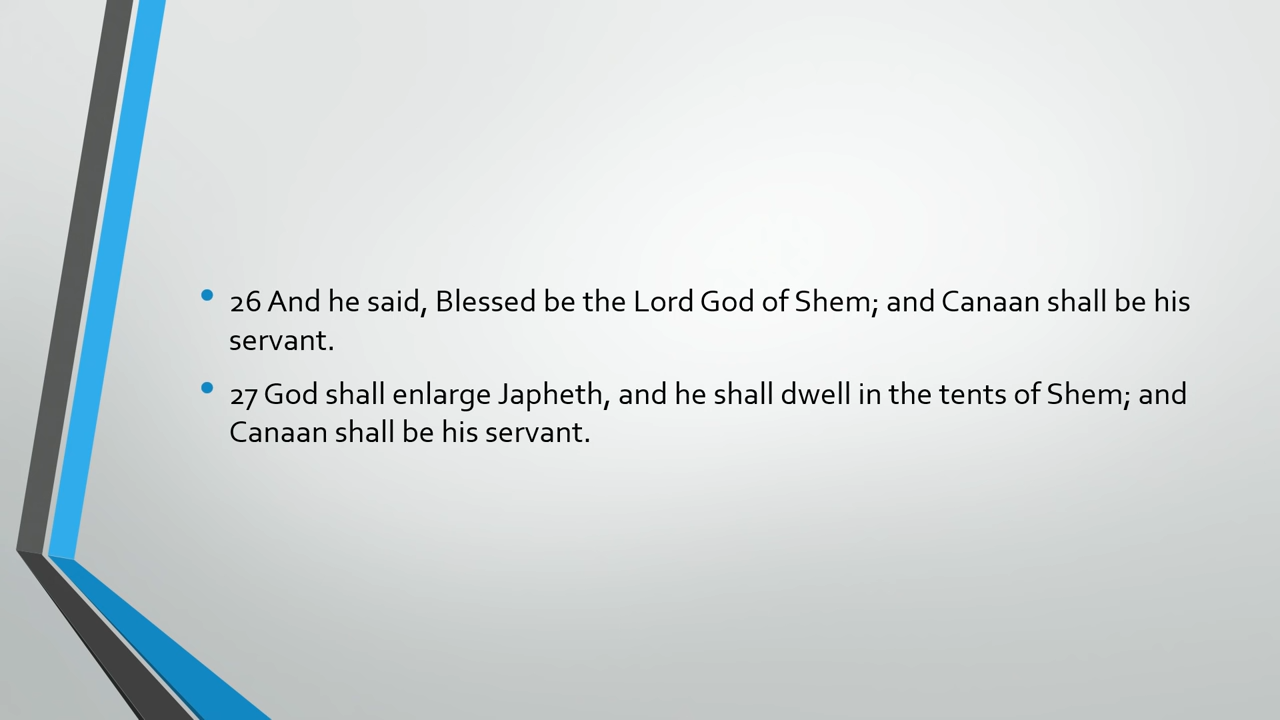 • 26 And he said, Blessed be the Lord God of Shem; and Canaan shall be his
servant.
• 27 God shall enlarge Japheth, and he shall dwell in the tents of Shem; and
Canaan shall be his servant.